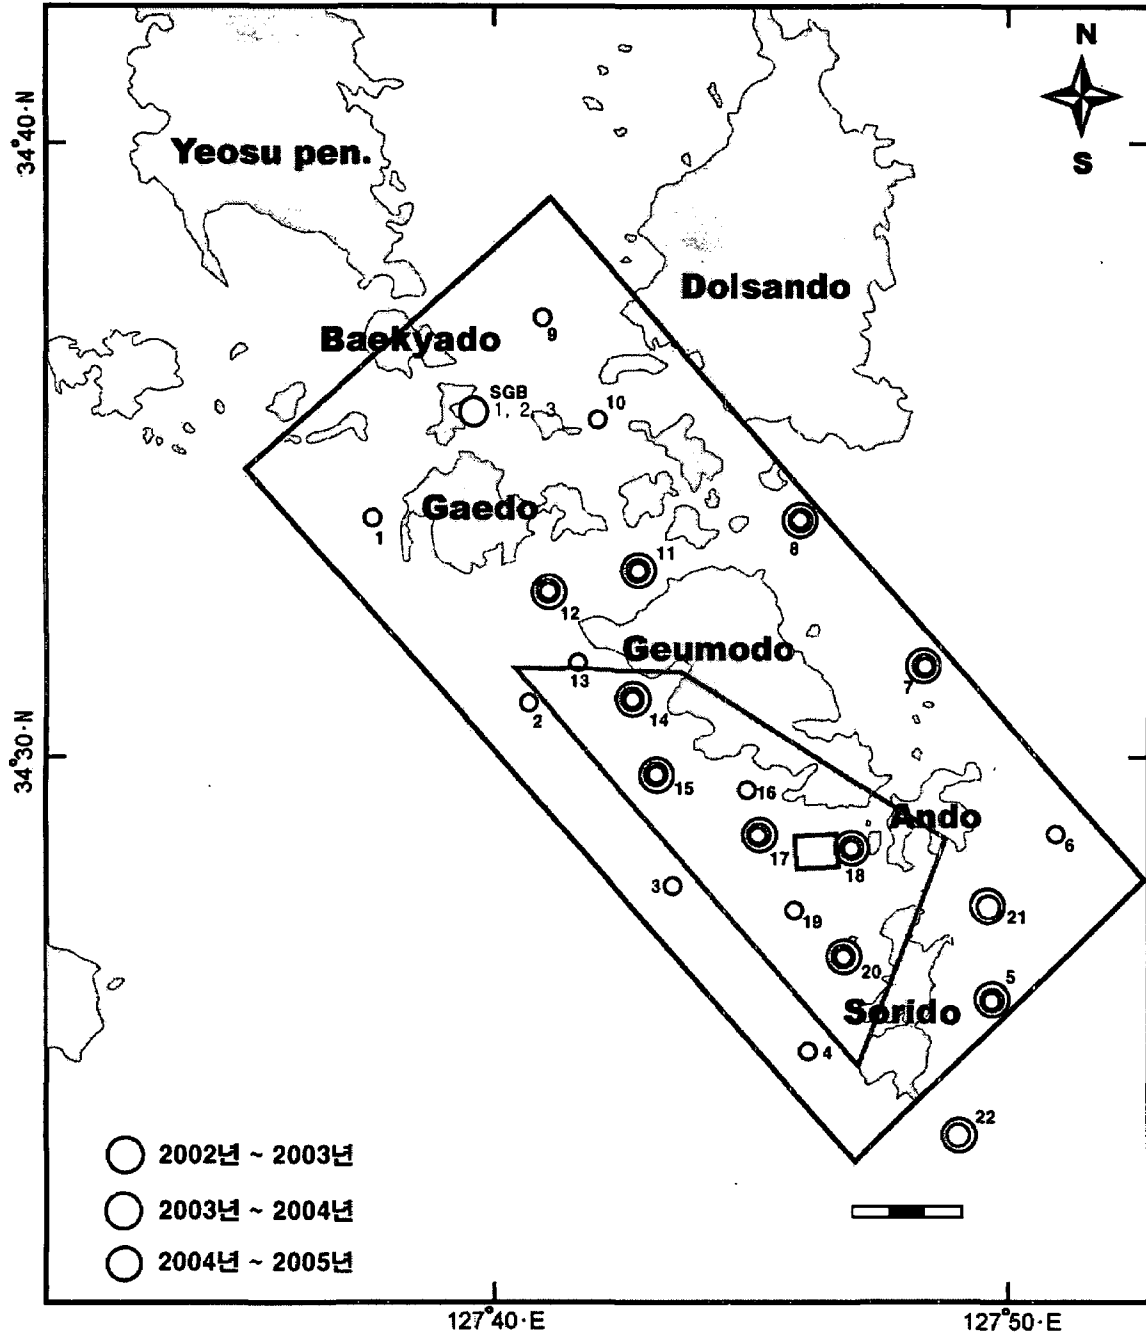 N
S
34°40·N
Yeosu pen.
Dolsando
Baekyado
9
SGB
1, 2, 3
10
Gaedo
1
8
11
12
Geumodo
13
7
2
14
34°30·N
15
16
Ando
17
18
6
3
19
21
20
5
Sorido
4
22
2002년 ~ 2003년
2003년 ~ 2004년
2004년 ~ 2005년
127°40·E
127°50·E